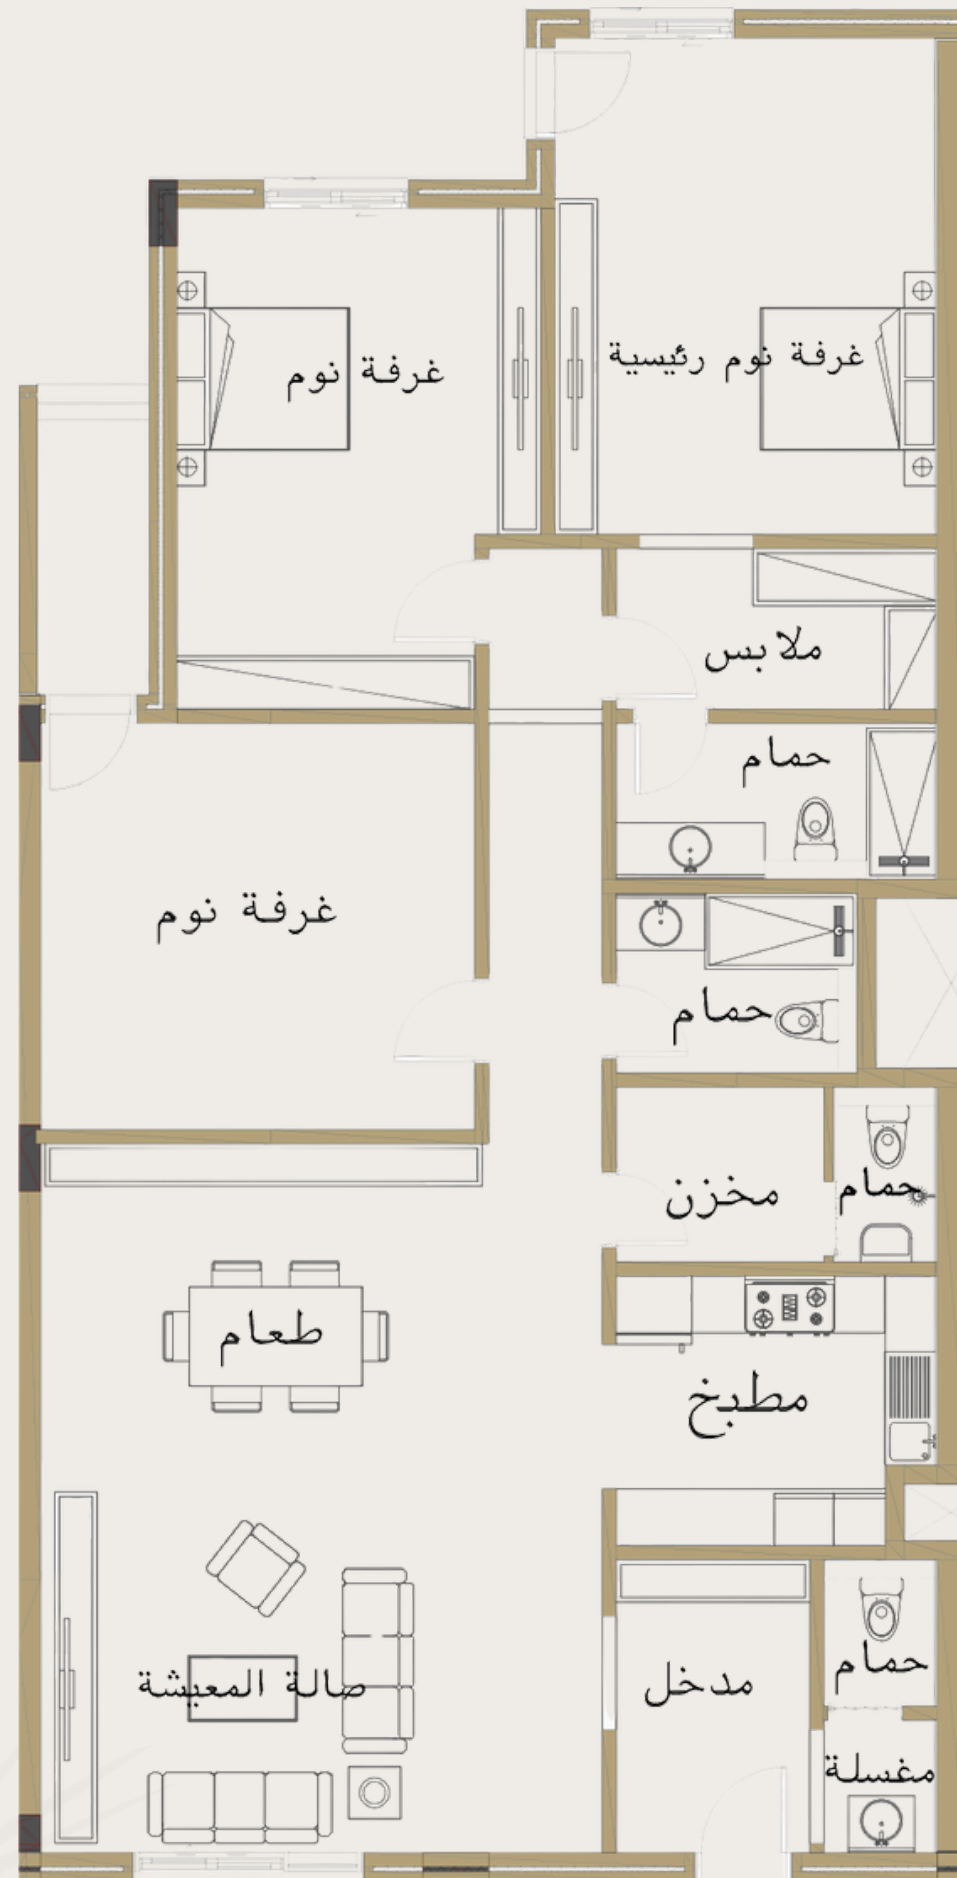 غرفة نوم رئيسية
غرفة نوم
ملابس
حمام
غرفة نوم
حمام
مخزن
حمام
طعام
مطبخ
صالة المعيشة
مدخل
حمام
مغسلة